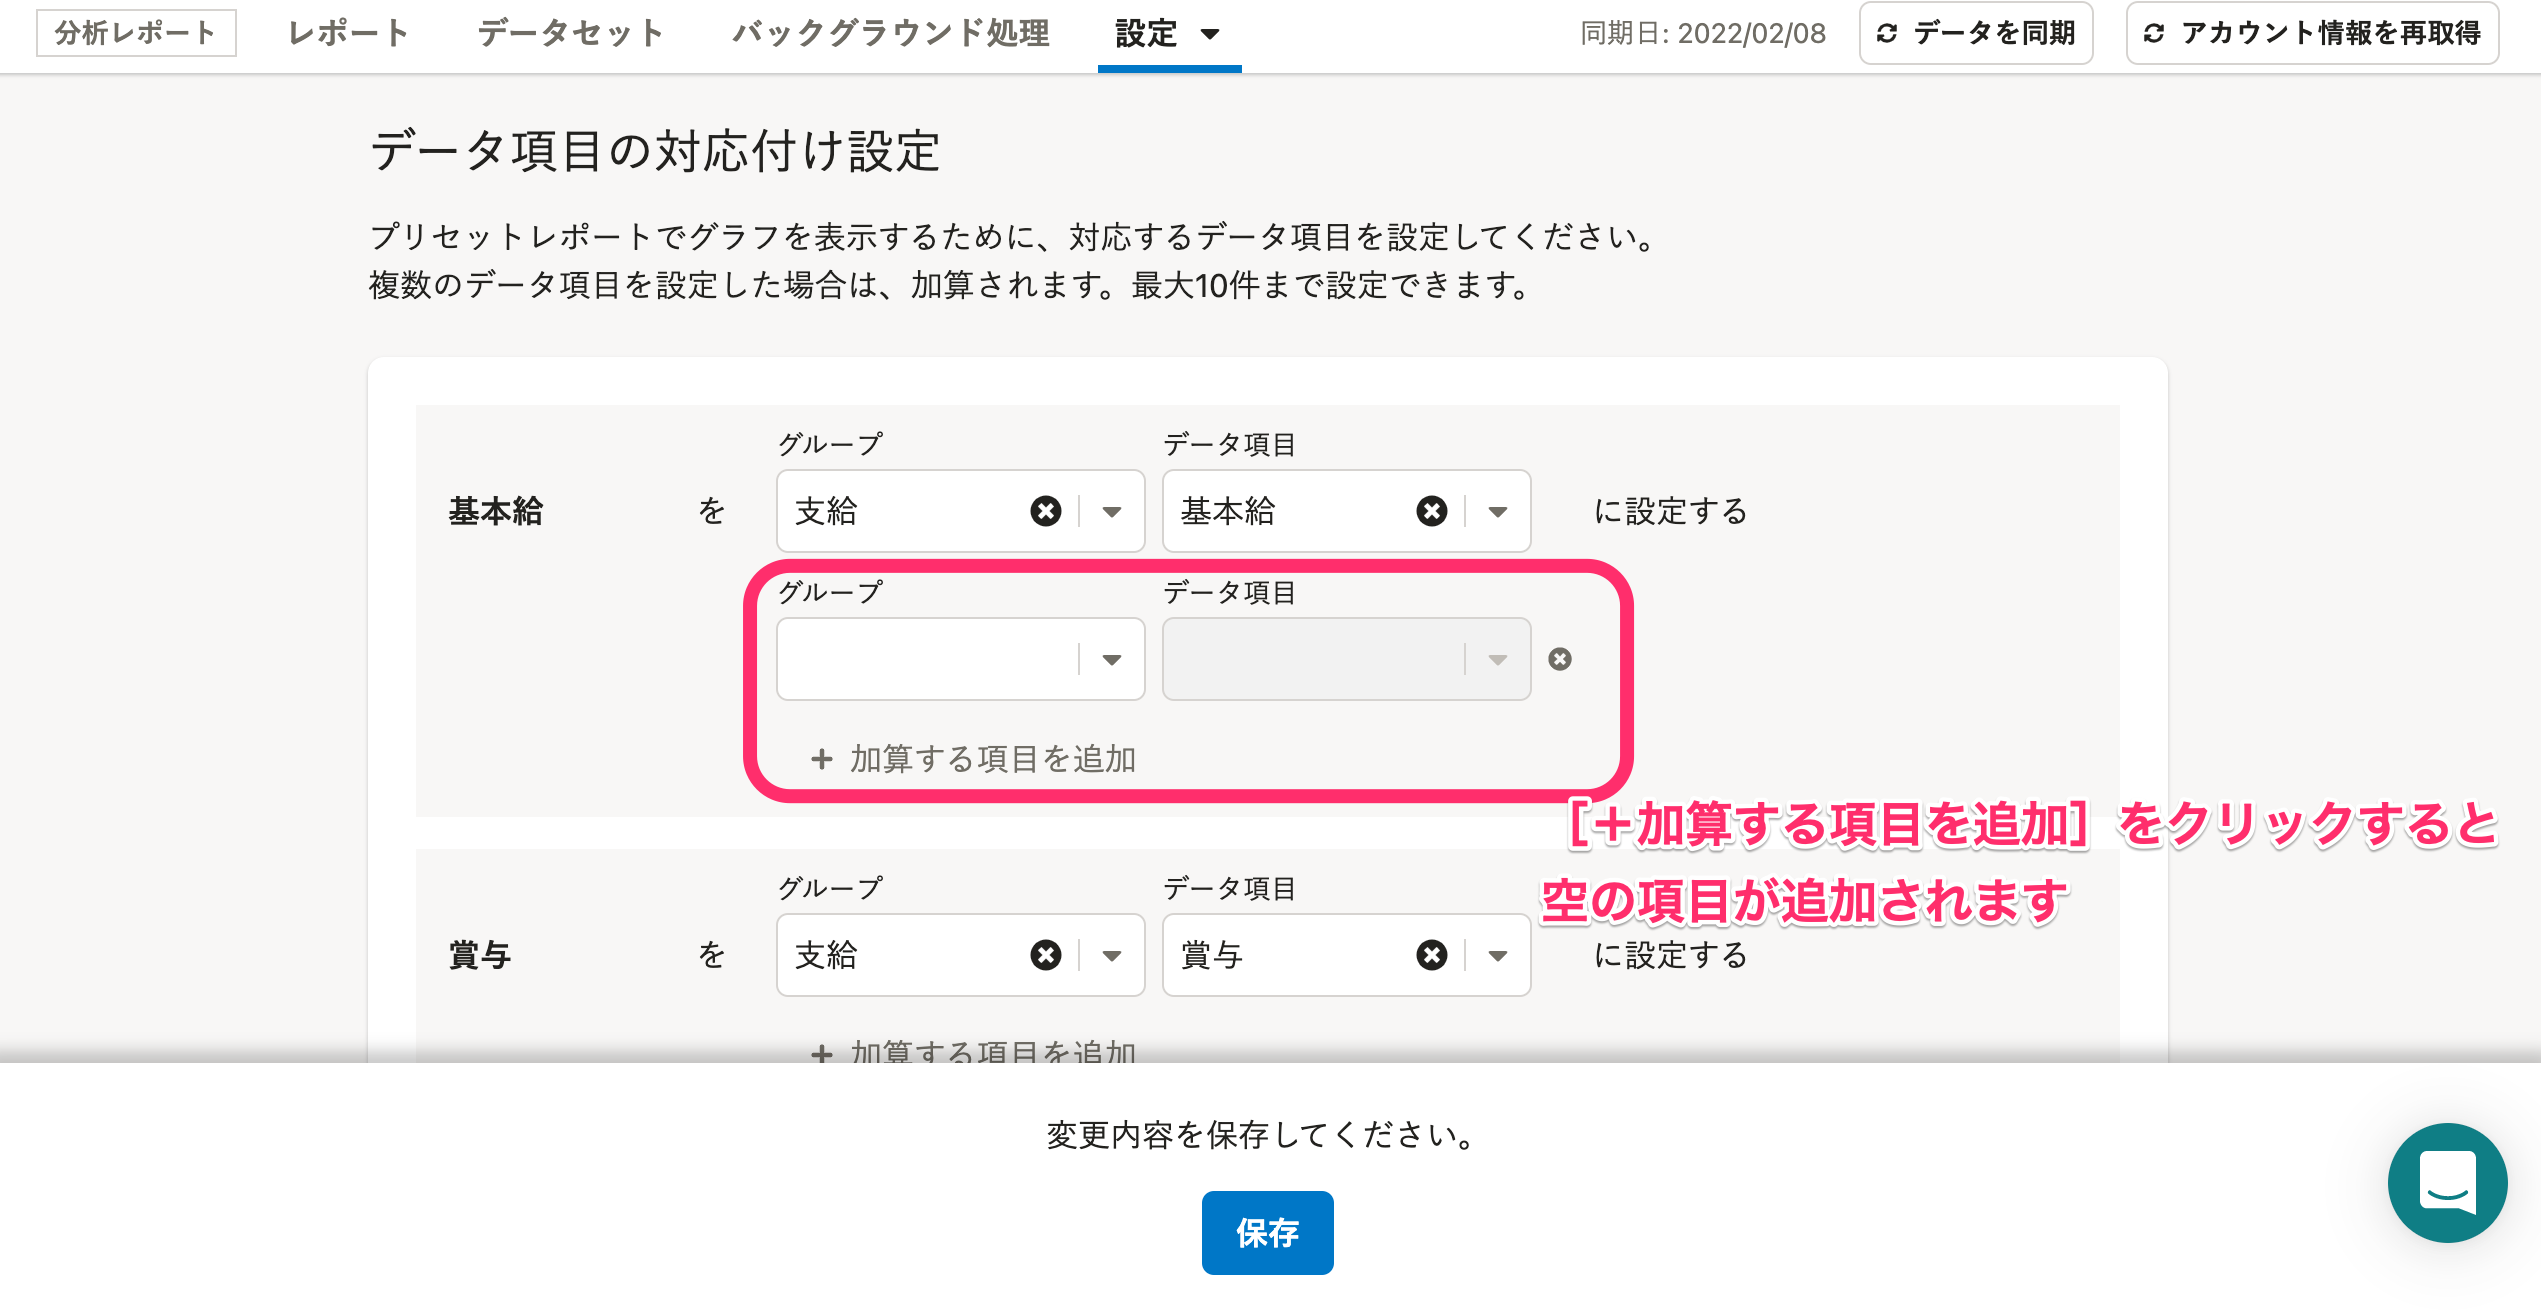 分析レポート レポート データセット バックグラウンド処理 設定 同期日: 2022/02/08 データを同期 アカウント情報を再取得
データ項目の対応付け設定
プリセットレポートでグラフを表示するために、対応するデータ項目を設定してください。
複数のデータ項目を設定した場合は、加算されます。最大10件まで設定できます。
グループ データ項目
基本給 を 支給 基本給 に設定する
グループ データ項目
+ 加算する項目を追加
［＋加算する項目を追加］をクリックすると
空の項目が追加されます
グループ データ項目
賞与 を 支給 賞与 に設定する
+ 加算する項目を追加
変更内容を保存してください。
保存